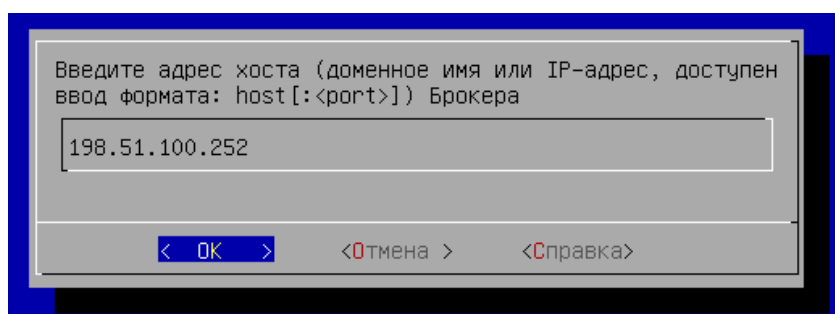 Введите адрес хоста (доменное имя или IP-адрес, доступен
ввод формата: host[:<port>]) Брокера
198.51.100.252
< OK > <Отмена > <Справка>